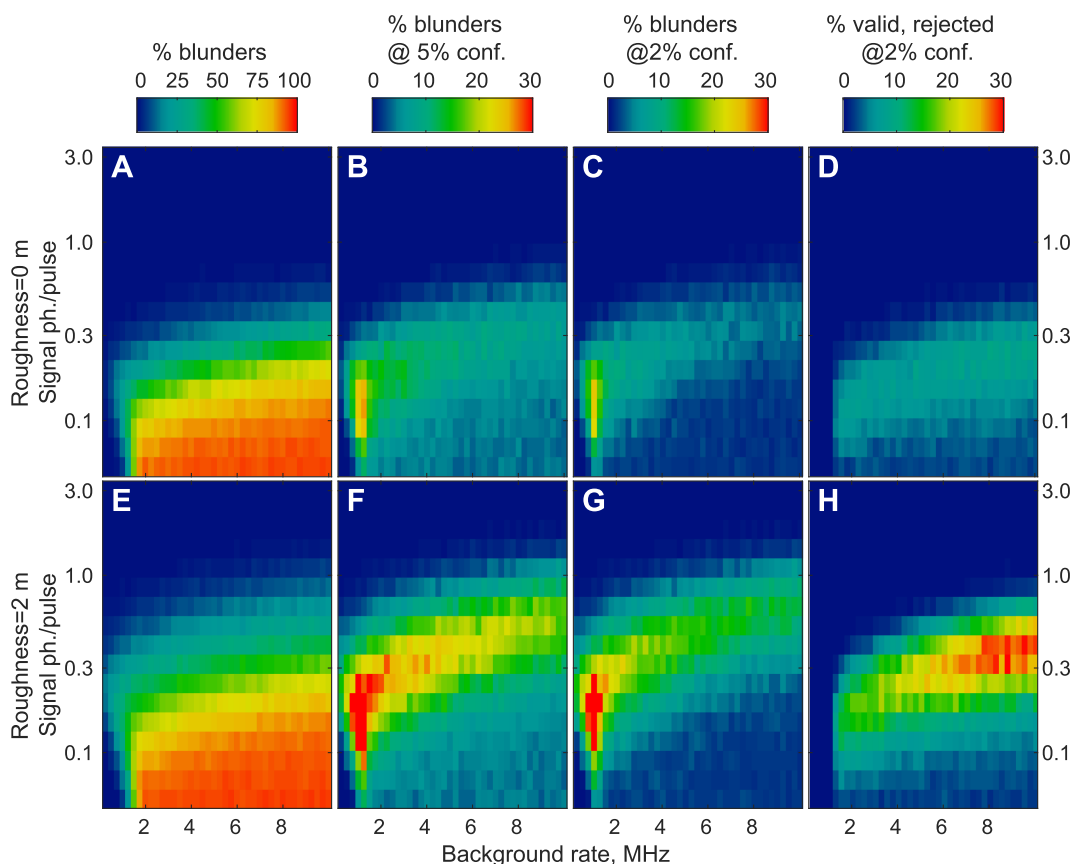 % blunders
% blunders
@ 5% conf.
% blunders
@2% conf.
% valid, rejected
@2% conf.
0 25 50 75 100
0 10 20 30
0 10 20 30
0 10 20 30
A B C D
3.0 3.0
1.0 1.0
0.3 0.3
0.1 0.1
Roughness=0 m
Signal ph./pulse
E F G H
3.0 3.0
1.0 1.0
0.3 0.3
0.1 0.1
Roughness=2 m
Signal ph./pulse
2 4 6 8 2 4 6 8 2 4 6 8 2 4 6 8
Background rate, MHz